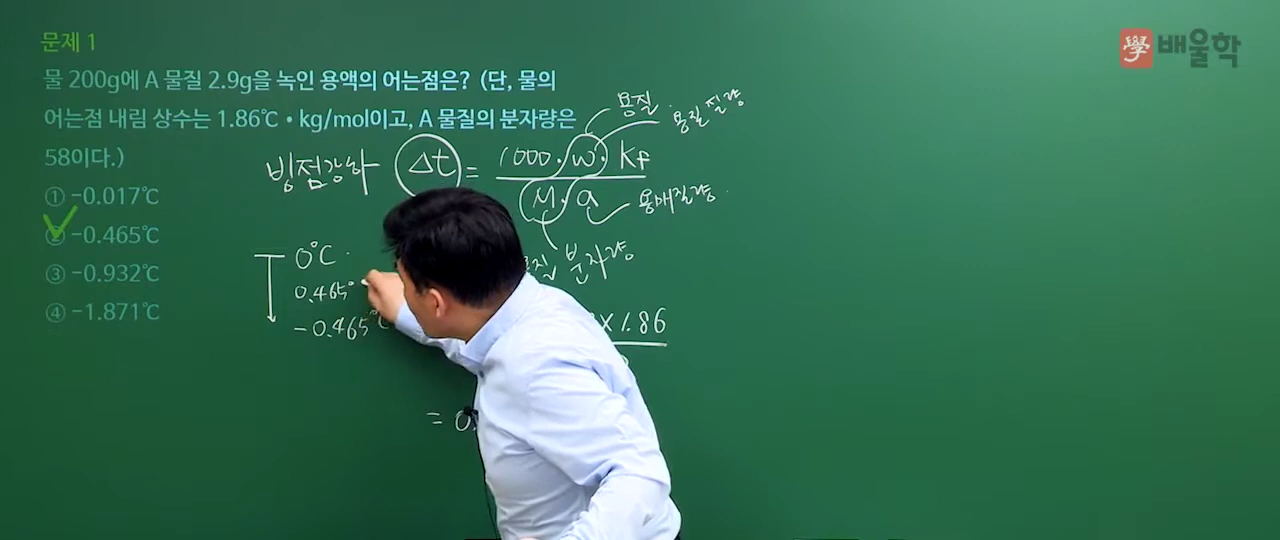 문제 1
學 배울학
물 200g에 A 물질 2.9g을 녹인 용액의 어는점은? (단, 물의
어는점 내림 상수는 1.86℃•kg/mol이고, A 물질의 분자량은
58이다.)
① -0.017℃
② -0.465℃
③ -0.932℃
④ -1.871℃
용질
용질 질량
빙점강하 Δt = 1000·w·Kf
M·a
용매질량
분자량
0℃
0.465°
-0.465℃
×1.86
= 0.